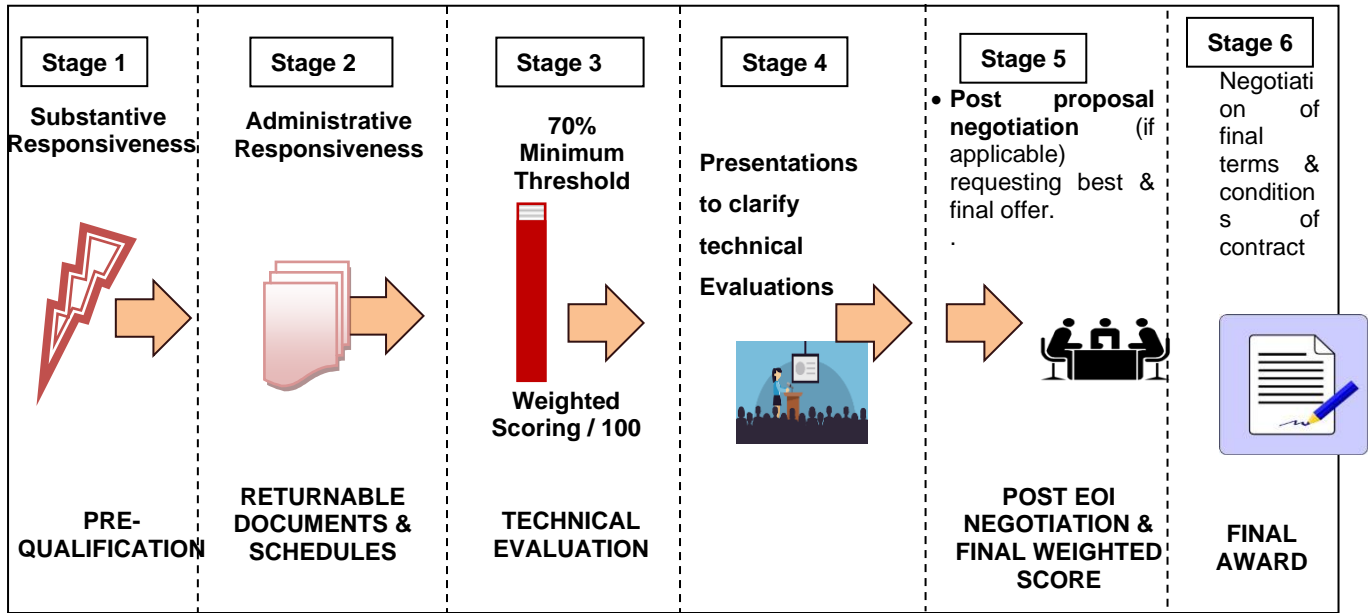 Stage 1
Substantive
Responsiveness
PRE-
QUALIFICATION
Stage 2
Administrative
Responsiveness
RETURNABLE
DOCUMENTS &
SCHEDULES
Stage 3
70%
Minimum
Threshold
Weighted
Scoring / 100
TECHNICAL
EVALUATION
Stage 4
Presentations
to clarify
technical
Evaluations
Stage 5
• Post proposal
negotiation (if
applicable)
requesting best &
final offer.
.
POST EOI
NEGOTIATION &
FINAL WEIGHTED
SCORE
Stage 6
Negotiati
on of
final
terms &
condition
s of
contract
FINAL
AWARD